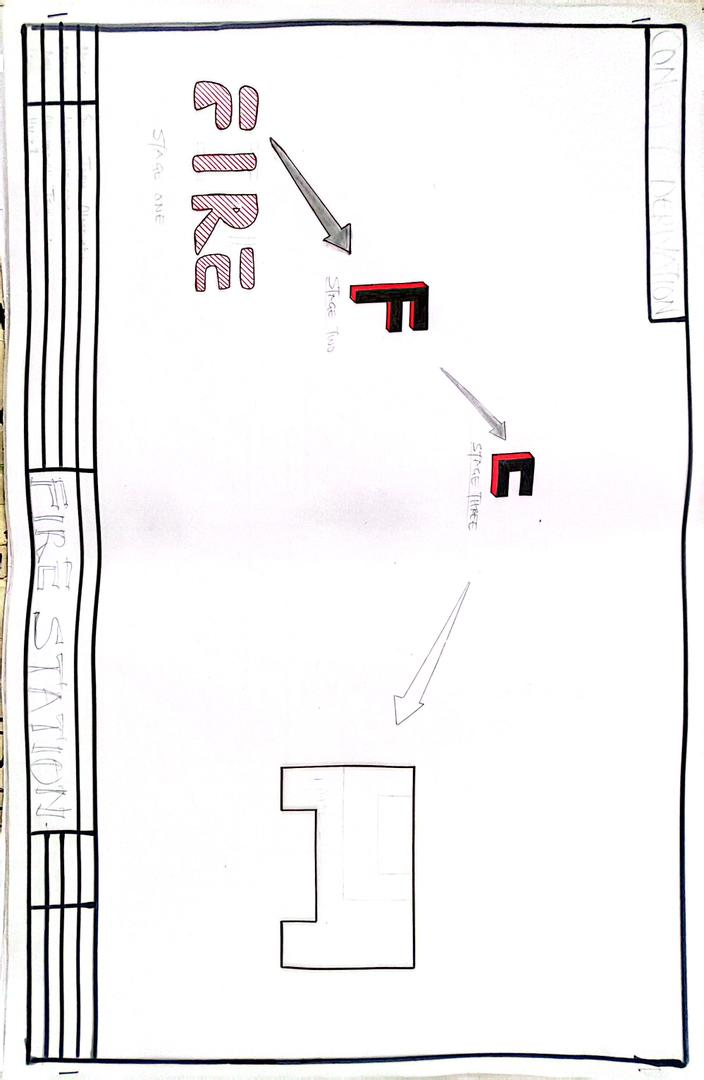 CONCEPT DERIVATION
FIRE
STAGE ONE
F
STAGE TWO
STAGE THREE
FIRE STATION.